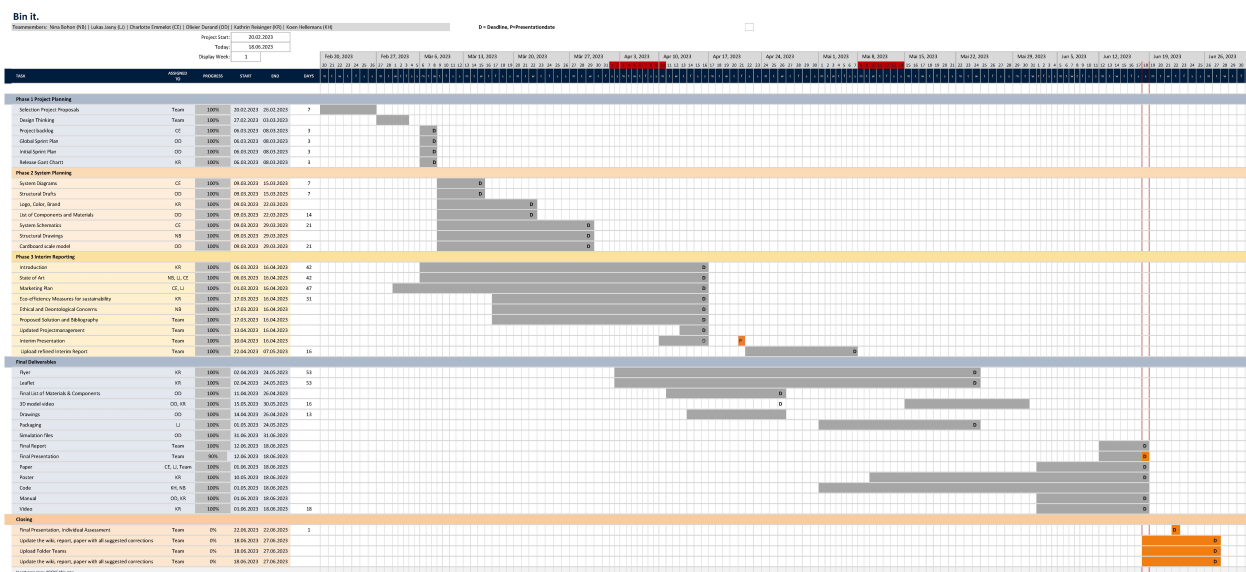 Bin it.
Teammembers: Nina Bohoin (NB) | Lukas Jasny (LJ) | Charlotte Emmelot (CE) | Olivier Durand (OD) | Kathrin Reisinger (KR) | Koen Hellemans (KH)
D = Deadline, P=Presentationdate
Project Start: 20.02.2023
Today: 18.06.2023
Display Week: 1
Feb 20, 2023 Feb 27, 2023 Mär 6, 2023 Mär 13, 2023 Mär 20, 2023 Mär 27, 2023 Apr 3, 2023 Apr 10, 2023 Apr 17, 2023 Apr 24, 2023 Mai 1, 2023 Mai 8, 2023 Mai 15, 2023 Mai 22, 2023 Mai 29, 2023 Jun 5, 2023 Jun 12, 2023 Jun 19, 2023 Jun 26, 2023
TASK ASSIGNED TO PROGRESS START END DAYS
Phase 1 Project Planning
Selection Project Proposals Team 100% 20.02.2023 26.02.2023 7
Design Thinking Team 100% 27.02.2023 03.03.2023
Project backlog CE 100% 06.03.2023 08.03.2023 3 D
Global Sprint Plan OD 100% 06.03.2023 08.03.2023 3 D
Initial Sprint Plan OD 100% 06.03.2023 08.03.2023 3 D
Release Gant Chartt KR 100% 06.03.2023 08.03.2023 3 D
Phase 2 System Planning
System Diagrams CE 100% 09.03.2023 15.03.2023 7 D
Structural Drafts OD 100% 09.03.2023 15.03.2023 7 D
Logo, Color, Brand KR 100% 09.03.2023 22.03.2023 D
List of Components and Materials OD 100% 09.03.2023 22.03.2023 14 D
System Schematics CE 100% 09.03.2023 29.03.2023 21 D
Structural Drawings NB 100% 09.03.2023 29.03.2023 D
Cardboard scale model OD 100% 09.03.2023 29.03.2023 21 D
Phase 3 Interim Reporting
Introduction KR 100% 06.03.2023 16.04.2023 42 D
State of Art NB, LJ, CE 100% 06.03.2023 16.04.2023 42 D
Marketing Plan CE, LJ 100% 01.03.2023 16.04.2023 47 D
Eco-efficiency Measures for sustainability KR 100% 17.03.2023 16.04.2023 31 D
Ethical and Deontological Concerns NB 100% 17.03.2023 16.04.2023 D
Proposed Solution and Bibliography Team 100% 17.03.2023 16.04.2023 D
Updated Projectmanagement Team 100% 13.04.2023 16.04.2023 D
Interim Presentation Team 100% 10.04.2023 16.04.2023 D P
Upload refined Interim Report Team 100% 22.04.2023 07.05.2023 16 D
Final Deliverables
Flyer KR 100% 02.04.2023 24.05.2023 53 D
Leaflet KR 100% 02.04.2023 24.05.2023 53 D
Final List of Materials & Components OD 100% 11.04.2023 26.04.2023 D
3D model video OD, KR 100% 15.05.2023 30.05.2023 16 D
Drawings OD 100% 14.04.2023 26.04.2023 13
Packaging LJ 100% 01.05.2023 24.05.2023 D
Simulation files OD 100% 31.06.2023 31.06.2023
Final Report Team 100% 12.06.2023 18.06.2023 D
Final Presentation Team 90% 12.06.2023 18.06.2023 D
Paper CE, LJ, Team 100% 01.06.2023 18.06.2023 D
Poster KR 100% 10.05.2023 18.06.2023 D
Code KH, NB 100% 01.05.2023 18.06.2023 D
Manual OD, KR 100% 01.06.2023 18.06.2023 D
Video KR 100% 01.06.2023 18.06.2023 18 D
Closing
Final Presentation, Individual Assessment Team 0% 22.06.2023 22.06.2023 1 D
Update the wiki, report, paper with all suggested corrections Team 0% 18.06.2023 27.06.2023 D
Upload Folder Teams Team 0% 18.06.2023 27.06.2023 D
Update the wiki, report, paper with all suggested corrections Team 0% 18.06.2023 27.06.2023 D